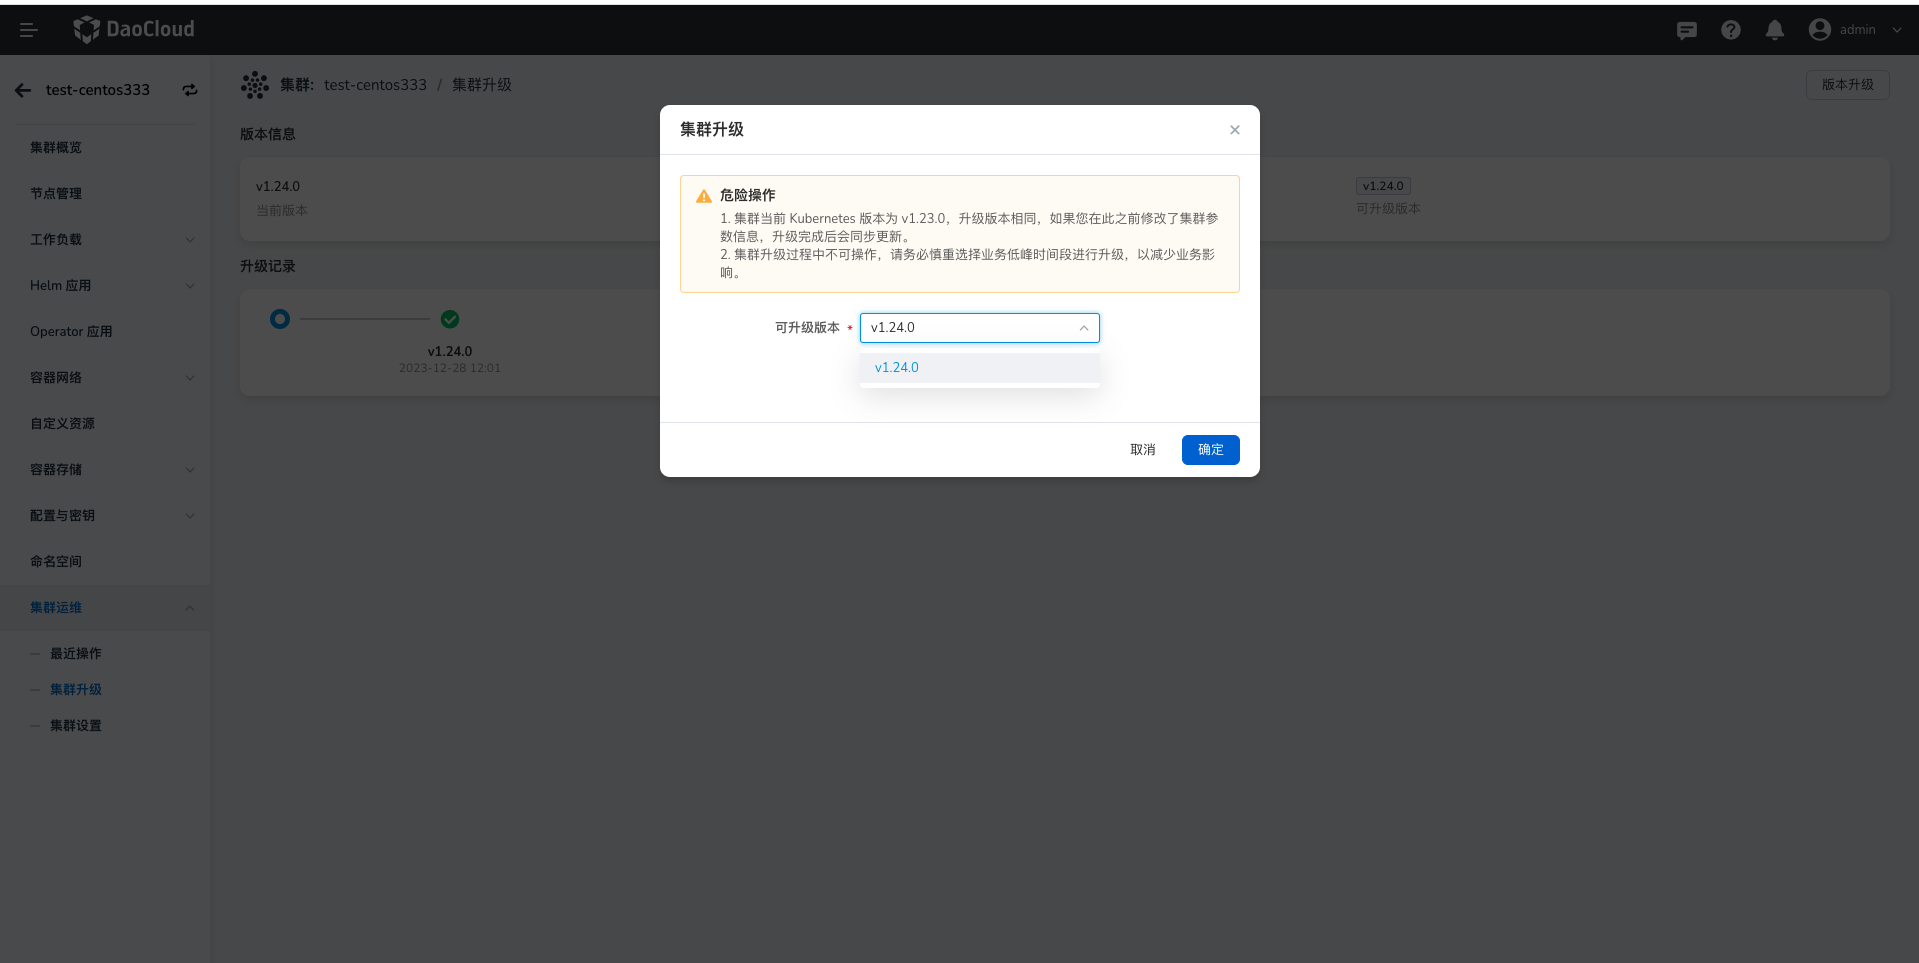 DaoCloud
admin
test-centos333
集群: test-centos333 / 集群升级
版本升级
集群概览
节点管理
工作负载
Helm 应用
Operator 应用
容器网络
自定义资源
容器存储
配置与密钥
命名空间
集群运维
最近操作
集群升级
集群设置
版本信息
v1.24.0
当前版本
v1.24.0
可升级版本
升级记录
v1.24.0
2023-12-28 12:01
集群升级
危险操作
1. 集群当前 Kubernetes 版本为 v1.23.0，升级版本相同，如果您在此之前修改了集群参
数信息，升级完成后会同步更新。
2. 集群升级过程中不可操作，请务必慎重选择业务低峰时间段进行升级，以减少业务影
响。
可升级版本 * v1.24.0
v1.24.0
取消 确定